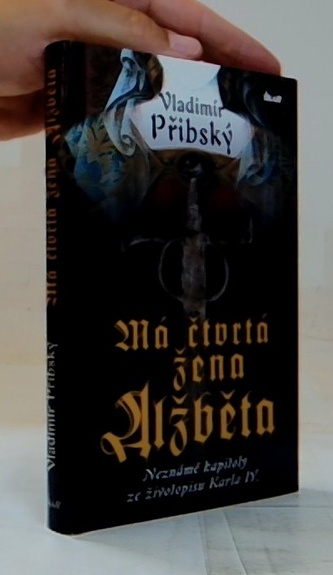 Vladimír
Přibský
Má čtvrtá
žena
Alžběta
Neznámé kapitoly
ze životopisu Karla IV.
Vladimír Přibský Má čtvrtá žena Alžběta